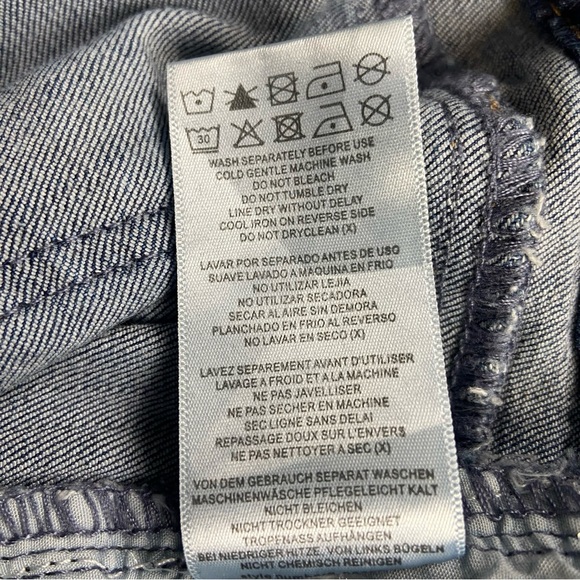 30
WASH SEPARATELY BEFORE USE
COLD GENTLE MACHINE WASH
DO NOT BLEACH
DO NOT TUMBLE DRY
LINE DRY WITHOUT DELAY
COOL IRON ON REVERSE SIDE
DO NOT DRYCLEAN (X)
LAVAR POR SEPARADO ANTES DE USO
SUAVE LAVADO A MAQUINA EN FRIO
NO UTILIZAR LEJIA
NO UTILIZAR SECADORA
SECAR AL AIRE SIN DEMORA
PLANCHADO EN FRIO AL REVERSO
NO LAVAR EN SECO (X)
LAVEZ SEPAREMENT AVANT D'UTILISER
LAVAGE A FROID ET A LA MACHINE
NE PAS JAVELLISER
NE PAS SECHER EN MACHINE
SEC LIGNE SANS DELAI
REPASSAGE DOUX SUR L'ENVERS
NE PAS NETTOYER A SEC (X)
VON DEM GEBRAUCH SEPARAT WASCHEN
MASCHINENWÄSCHE PFLEGELEICHT KALT
NICHT BLEICHEN
NICHT TROCKNER GEEIGNET
TROPENFASS AUFHÄNGEN
BEI NIEDRIGER HITZE, VON LINKS BÜGELN
NICHT CHEMISCH REINIGEN (X)